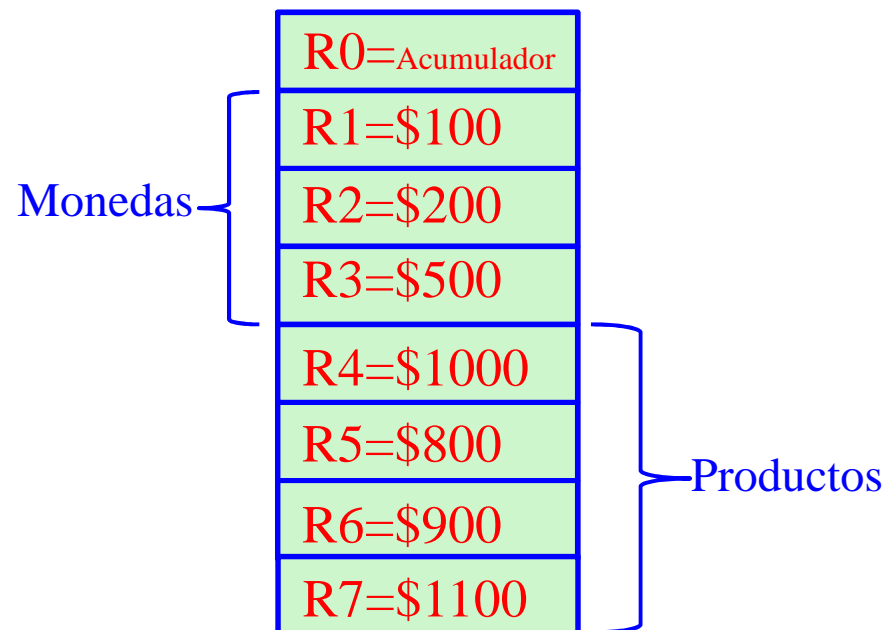 R0=Acumulador
R1=$100
Monedas
R2=$200
R3=$500
R4=$1000
R5=$800
Productos
R6=$900
R7=$1100